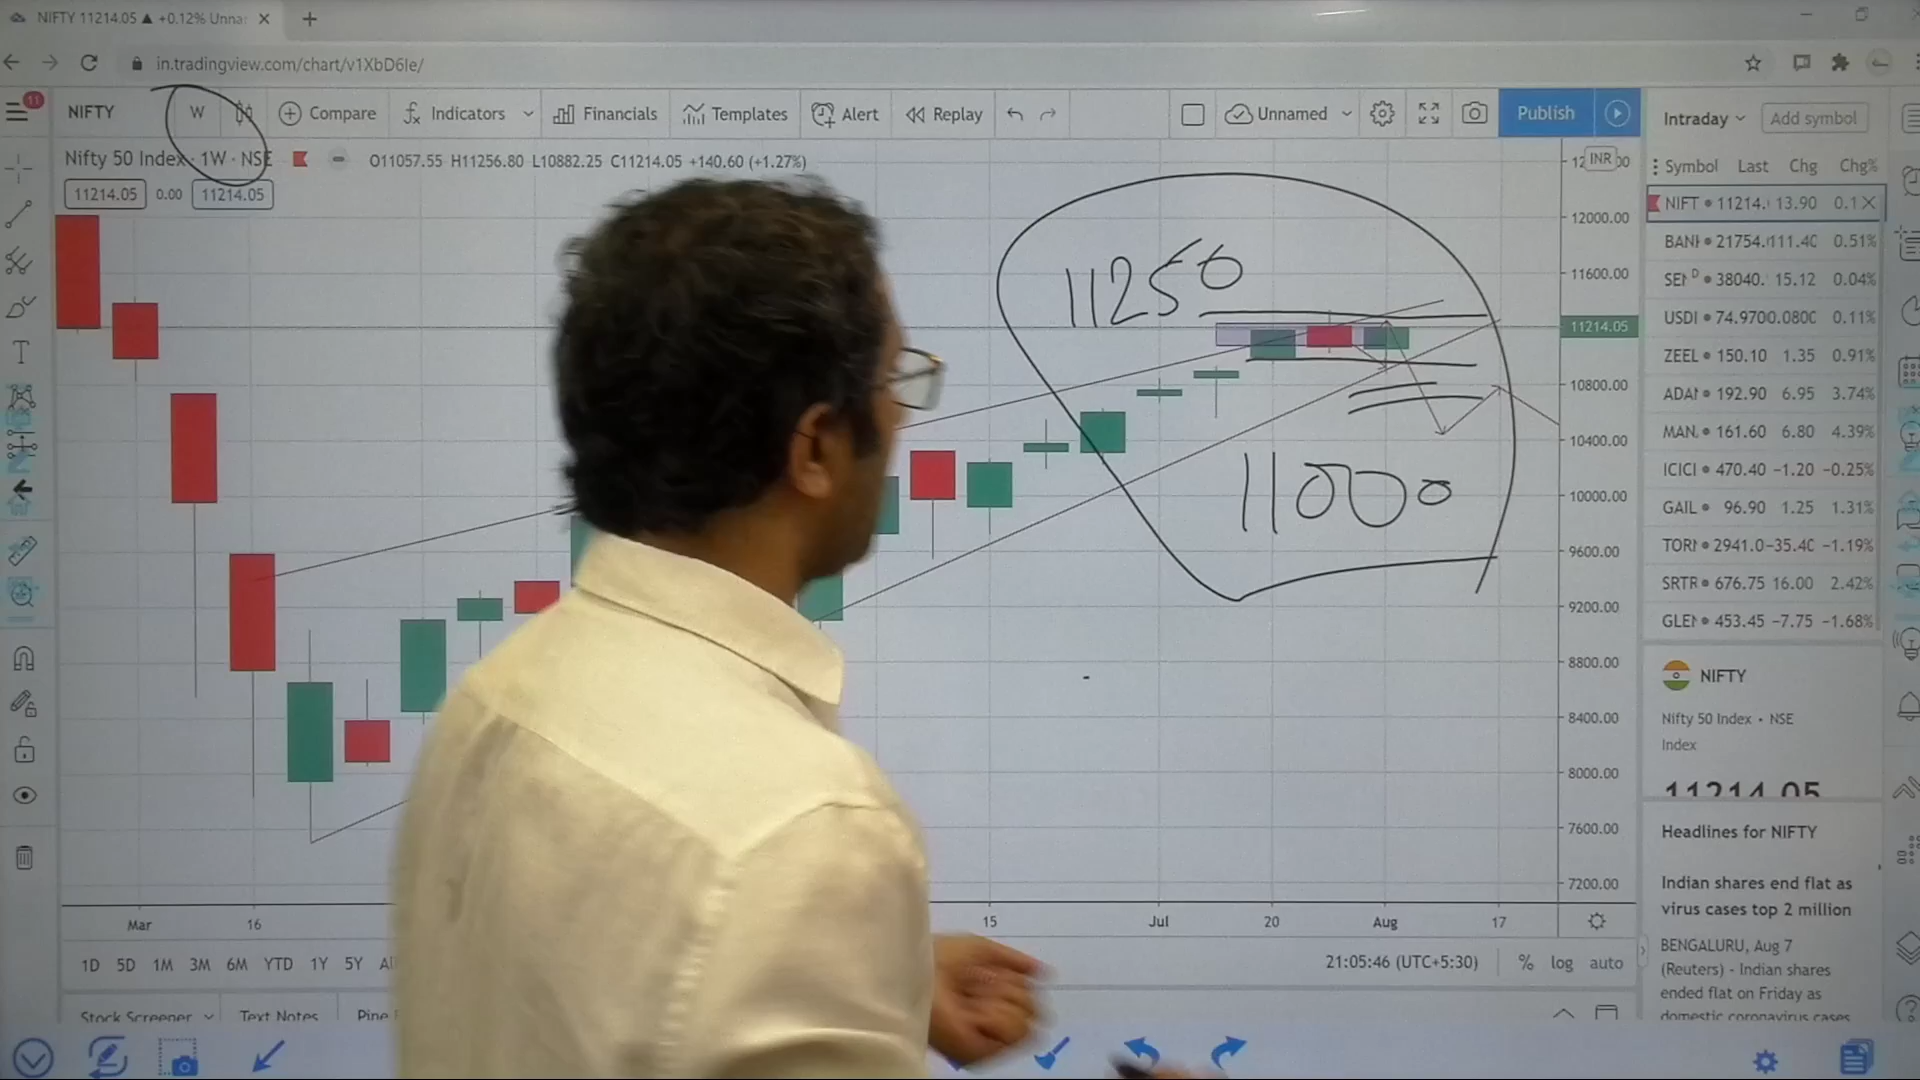 NIFTY 11214.05 ▲ +0.12% Unna
in.tradingview.com/chart/v1XbD6Ie/
11
NIFTY W Compare Indicators Financials Templates Alert Replay Unnamed Publish
Nifty 50 Index · 1W · NSE O11057.55 H11256.80 L10882.25 C11214.05 +140.60 (+1.27%)
11214.05 0.00 11214.05
11250
11000
INR
12000.00
11600.00
11214.05
10800.00
10400.00
10000.00
9600.00
9200.00
8800.00
8400.00
8000.00
7600.00
7200.00
Mar 16 15 Jul 20 Aug 17
1D 5D 1M 3M 6M YTD 1Y 5Y
21:05:46 (UTC+5:30) % log auto
Stock Screener Text Notes Pine
Intraday Add symbol
Symbol Last Chg Chg%
NIFT 11214. 13.90 0.1
BANI 21754. 111.40 0.51%
SEN D 38040. 15.12 0.04%
USDI 74.9700 .0800 0.11%
ZEEL 150.10 1.35 0.91%
ADAI 192.90 6.95 3.74%
MAN. 161.60 6.80 4.39%
ICICI 470.40 −1.20 −0.25%
GAIL 96.90 1.25 1.31%
TORI 2941.0 −35.40 −1.19%
SRTR 676.75 16.00 2.42%
GLEN 453.45 −7.75 −1.68%
NIFTY
Nifty 50 Index • NSE
Index
11214.05
Headlines for NIFTY
Indian shares end flat as
virus cases top 2 million
BENGALURU, Aug 7
(Reuters) - Indian shares
ended flat on Friday as
domestic coronavirus cases